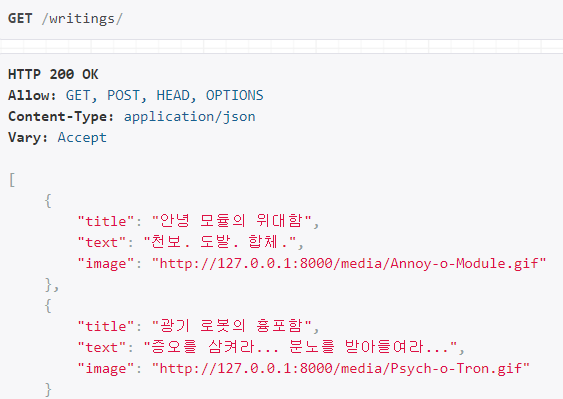 GET /writings/
HTTP 200 OK
Allow: GET, POST, HEAD, OPTIONS
Content-Type: application/json
Vary: Accept
[
{
"title": "안녕 모듈의 위대함",
"text": "천보. 도발. 합체.",
"image": "http://127.0.0.1:8000/media/Annoy-o-Module.gif"
},
{
"title": "광기 로봇의 흉포함",
"text": "증오를 삼켜라... 분노를 받아들여라...",
"image": "http://127.0.0.1:8000/media/Psych-o-Tron.gif"
}